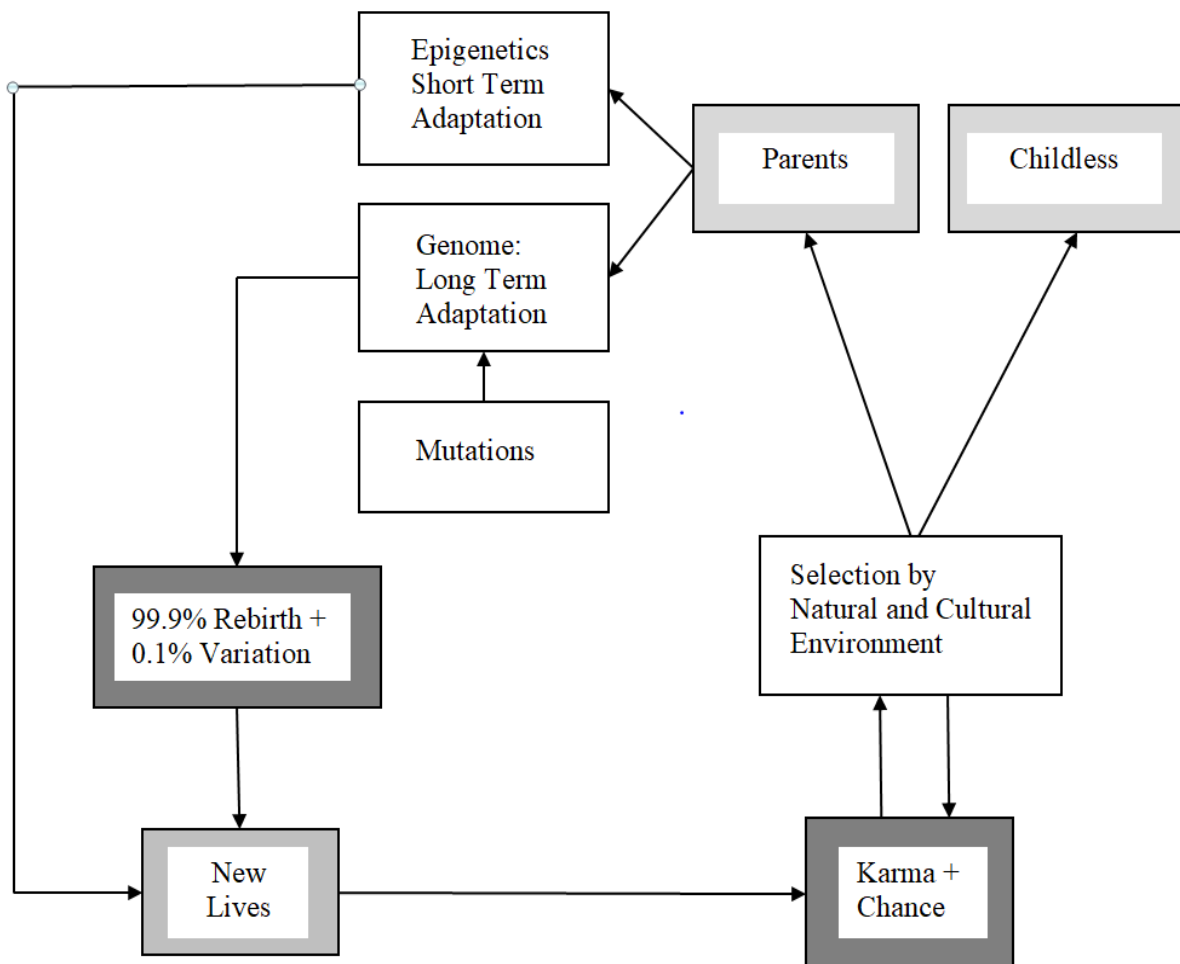 Epigenetics
Short Term
Adaptation
Parents
Childless
Genome:
Long Term
Adaptation
Mutations
99.9% Rebirth +
0.1% Variation
Selection by
Natural and Cultural
Environment
New
Lives
Karma +
Chance